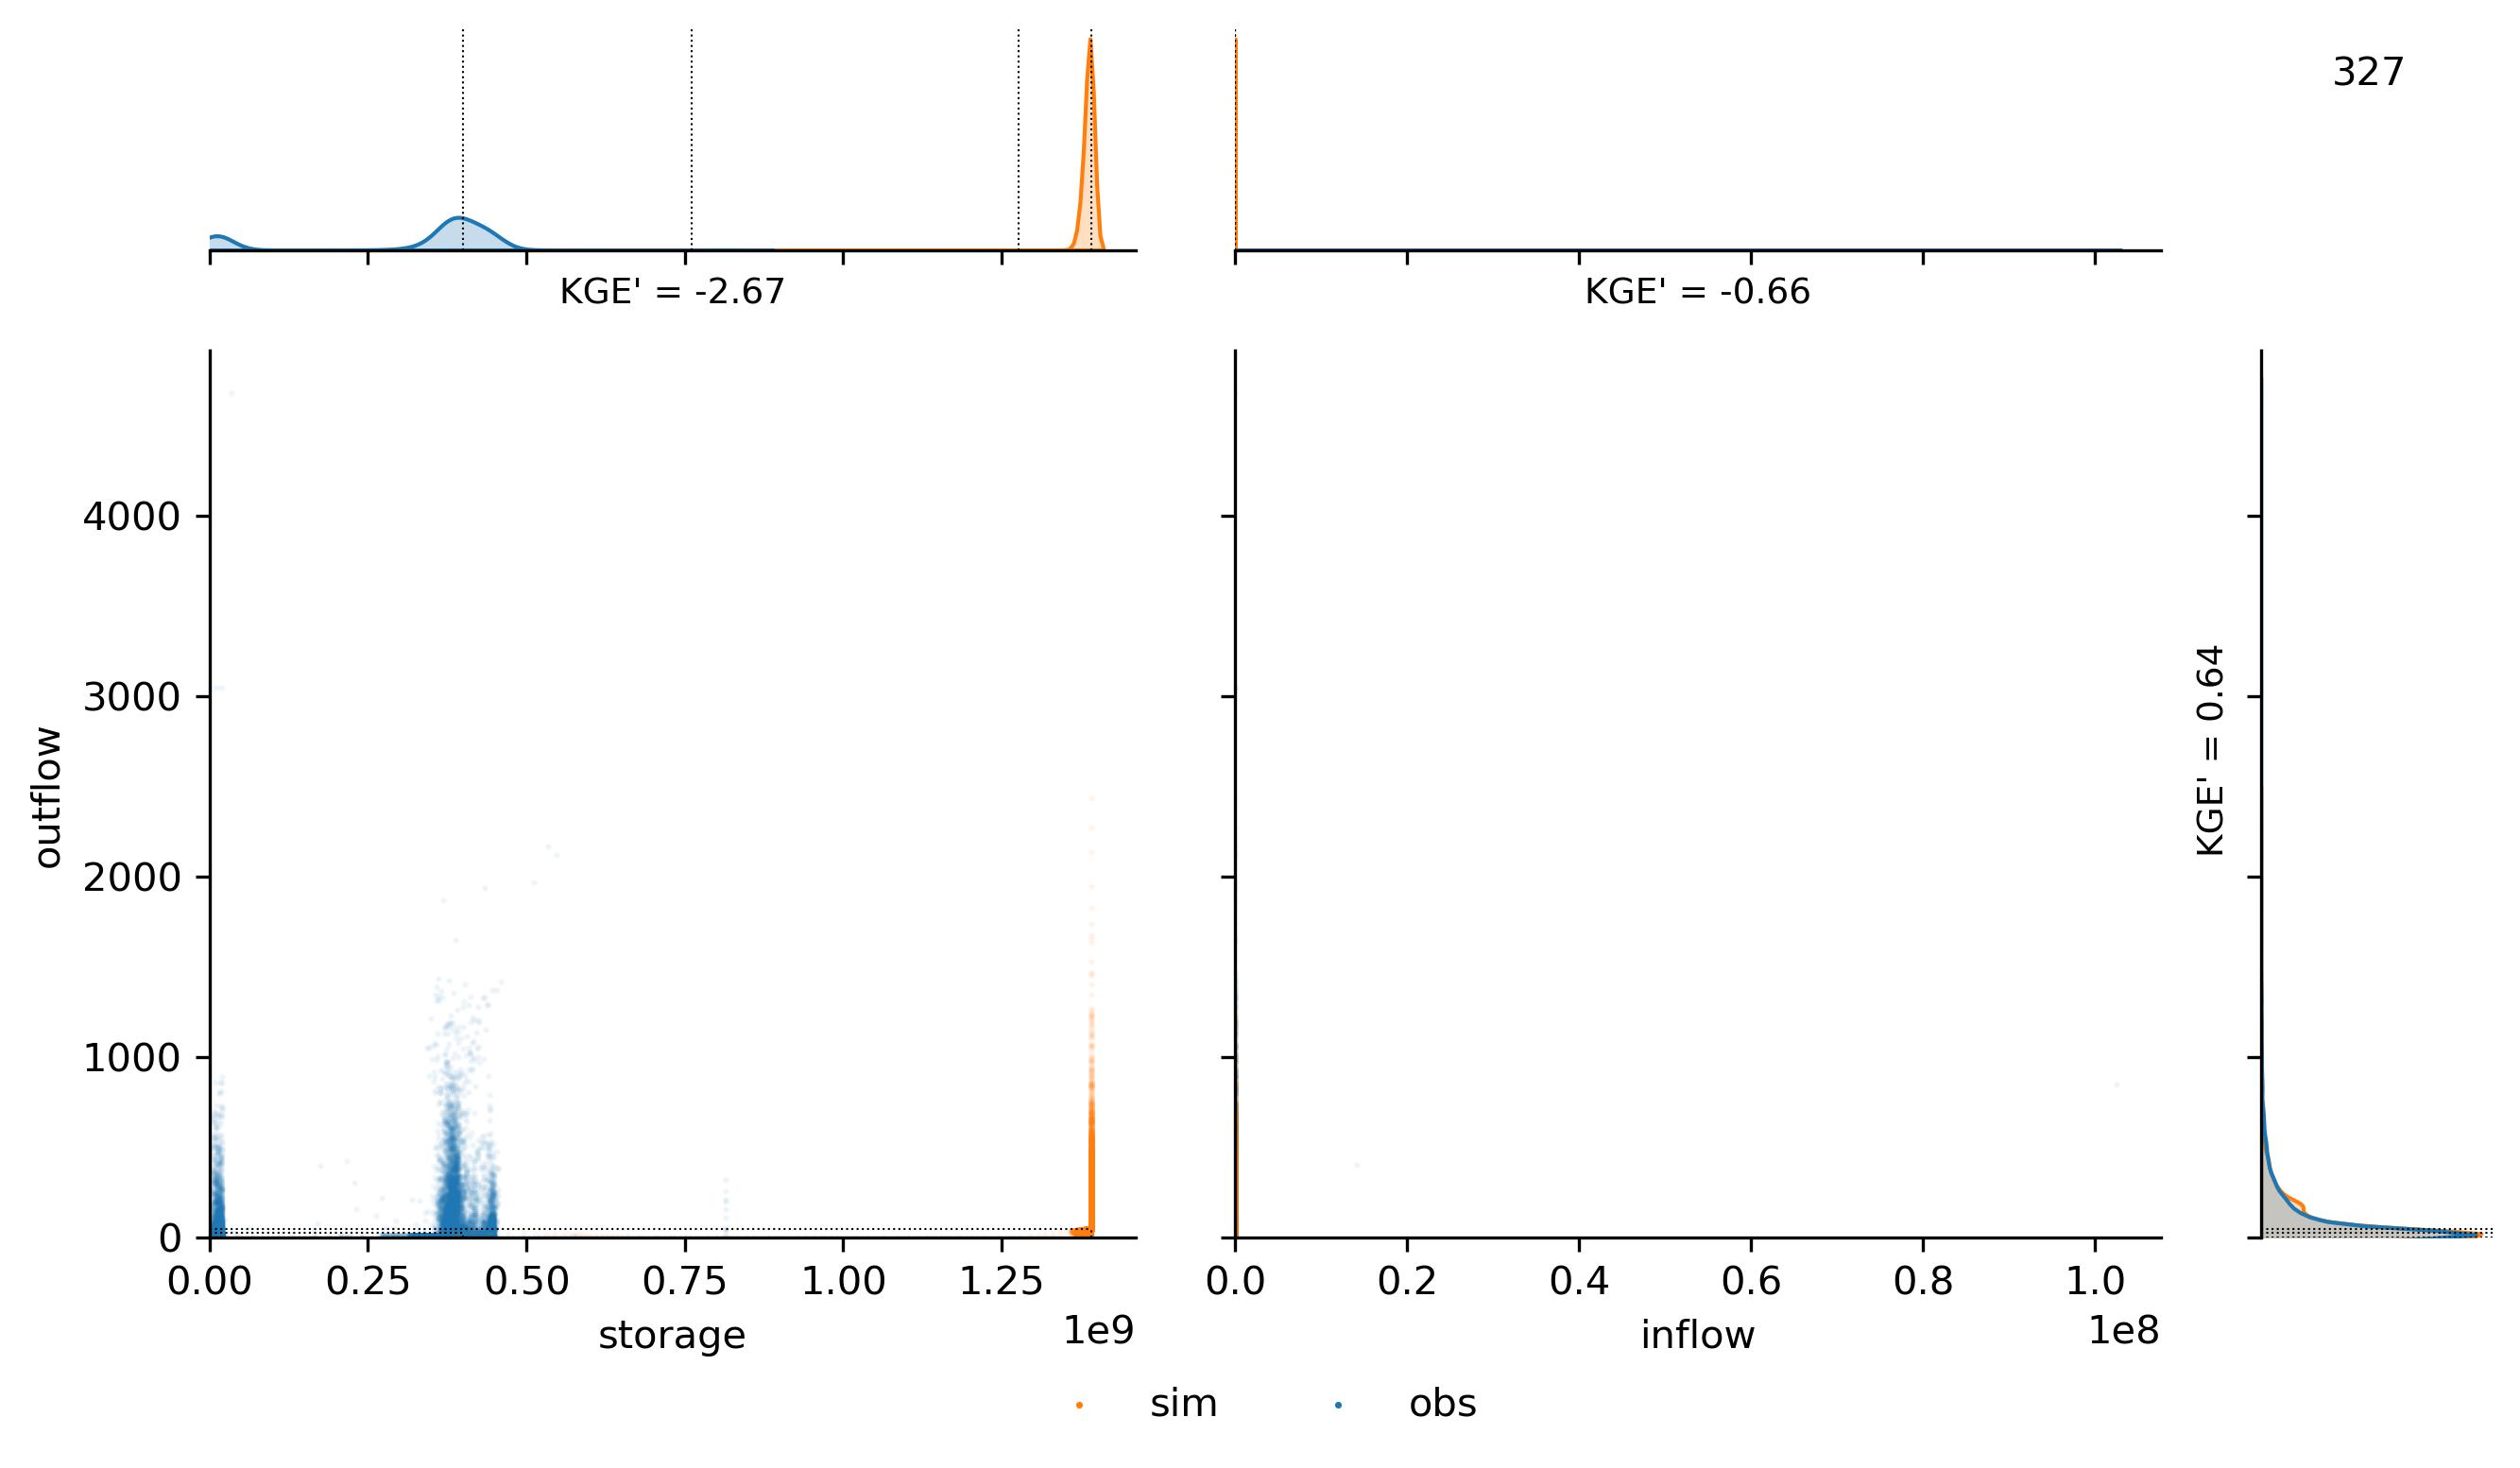 327
KGE' = -2.67
KGE' = -0.66
outflow
4000
3000
2000
1000
0
KGE' = 0.64
0.00 0.25 0.50 0.75 1.00 1.25
1e9
storage
0.0 0.2 0.4 0.6 0.8 1.0
1e8
inflow
sim obs